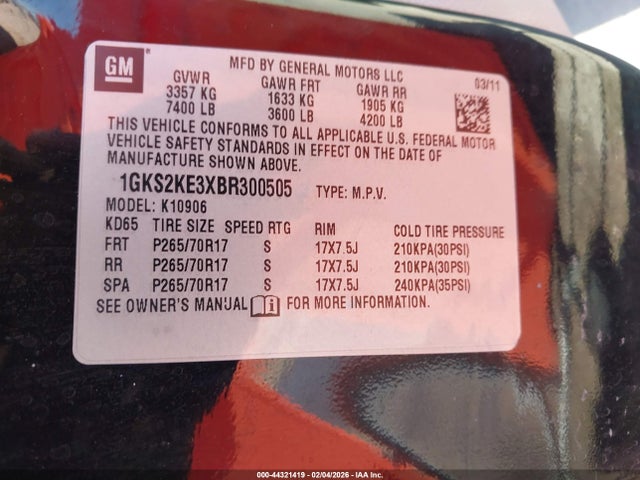 GM
MFD BY GENERAL MOTORS LLC
03/11
GVWR GAWR FRT GAWR RR
3357 KG 1633 KG 1905 KG
7400 LB 3600 LB 4200 LB
THIS VEHICLE CONFORMS TO ALL APPLICABLE U.S. FEDERAL MOTOR
VEHICLE SAFETY STANDARDS IN EFFECT ON THE DATE OF
MANUFACTURE SHOWN ABOVE.
1GKS2KE3XBR300505 TYPE: M.P.V.
MODEL: K10906
KD65 TIRE SIZE SPEED RTG RIM COLD TIRE PRESSURE
FRT P265/70R17 S 17X7.5J 210KPA(30PSI)
RR P265/70R17 S 17X7.5J 210KPA(30PSI)
SPA P265/70R17 S 17X7.5J 240KPA(35PSI)
SEE OWNER'S MANUAL FOR MORE INFORMATION.
000-44321419 - 02/04/2026 - IAA Inc.